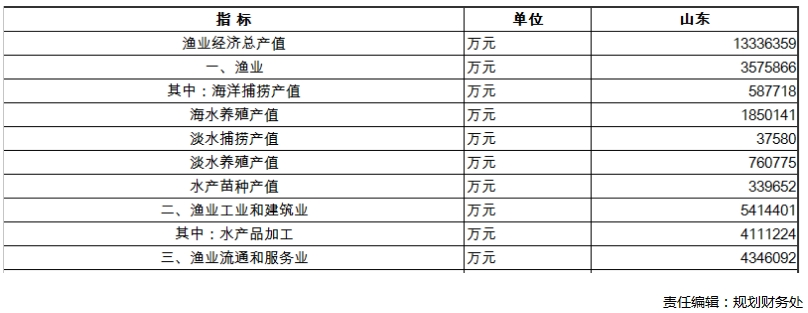 指 标 单位 山东
渔业经济总产值 万元 13336359
一、渔业 万元 3575866
其中：海洋捕捞产值 万元 587718
海水养殖产值 万元 1850141
淡水捕捞产值 万元 37580
淡水养殖产值 万元 760775
水产苗种产值 万元 339652
二、渔业工业和建筑业 万元 5414401
其中：水产品加工 万元 4111224
三、渔业流通和服务业 万元 4346092
责任编辑：规划财务处